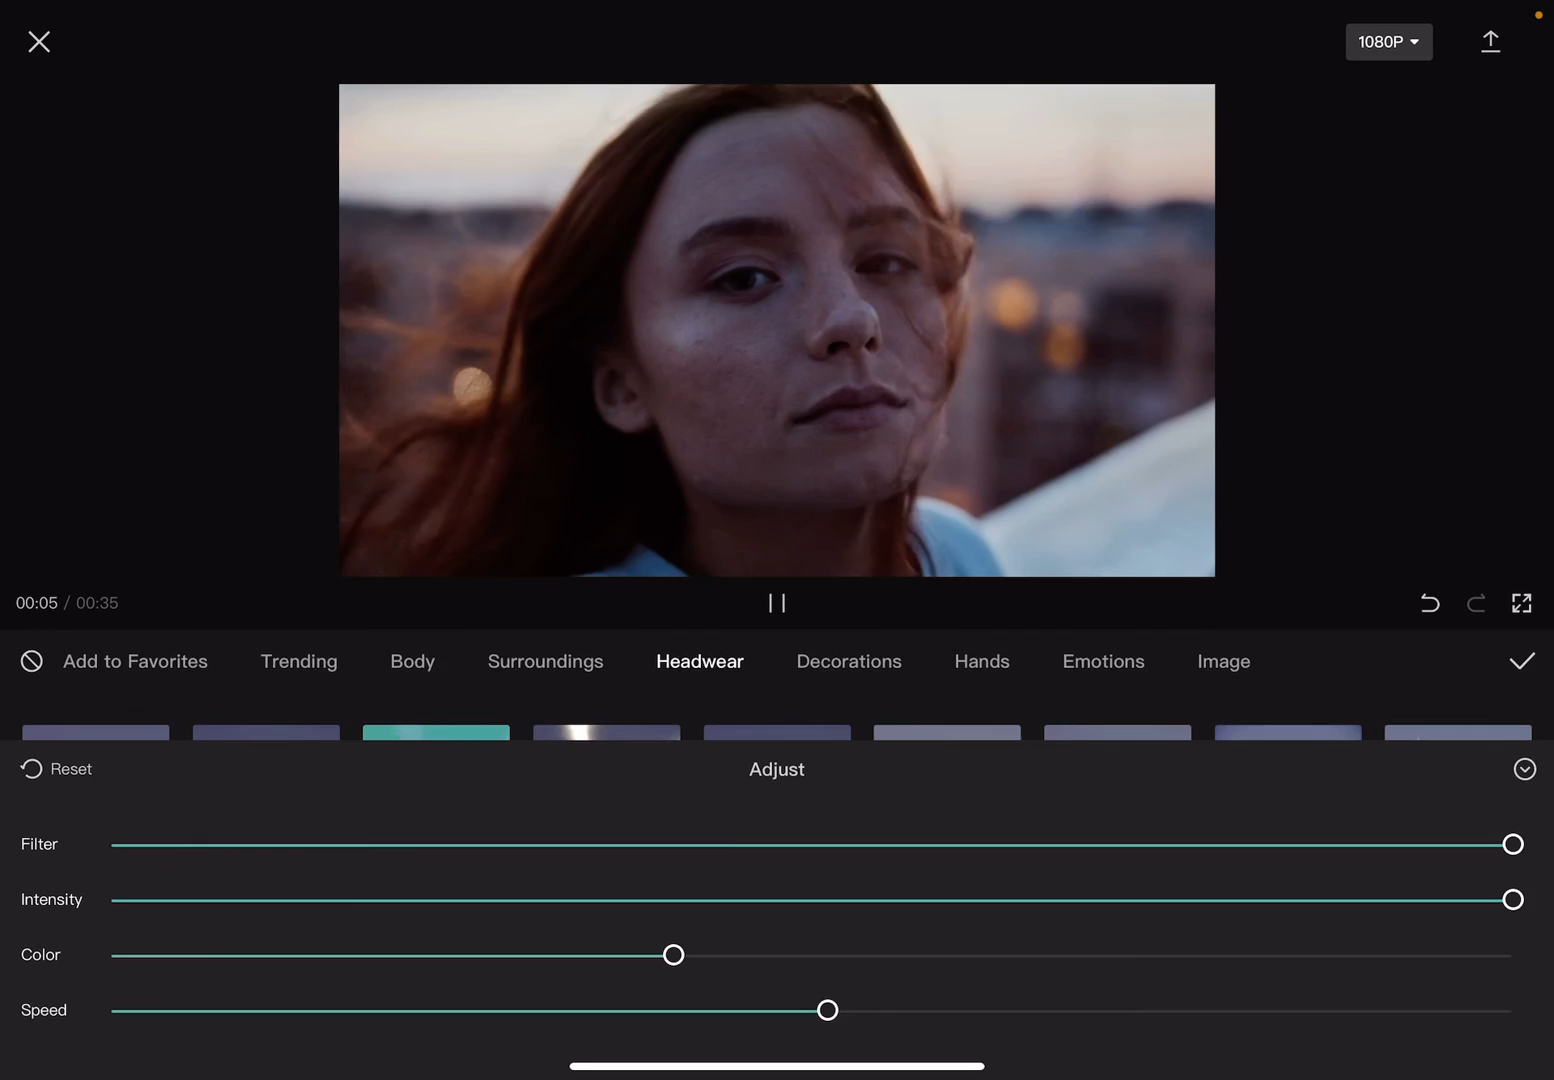 1080P
00:05 / 00:35
Add to Favorites Trending Body Surroundings Headwear Decorations Hands Emotions Image
Reset Adjust
Filter
Intensity
Color
Speed